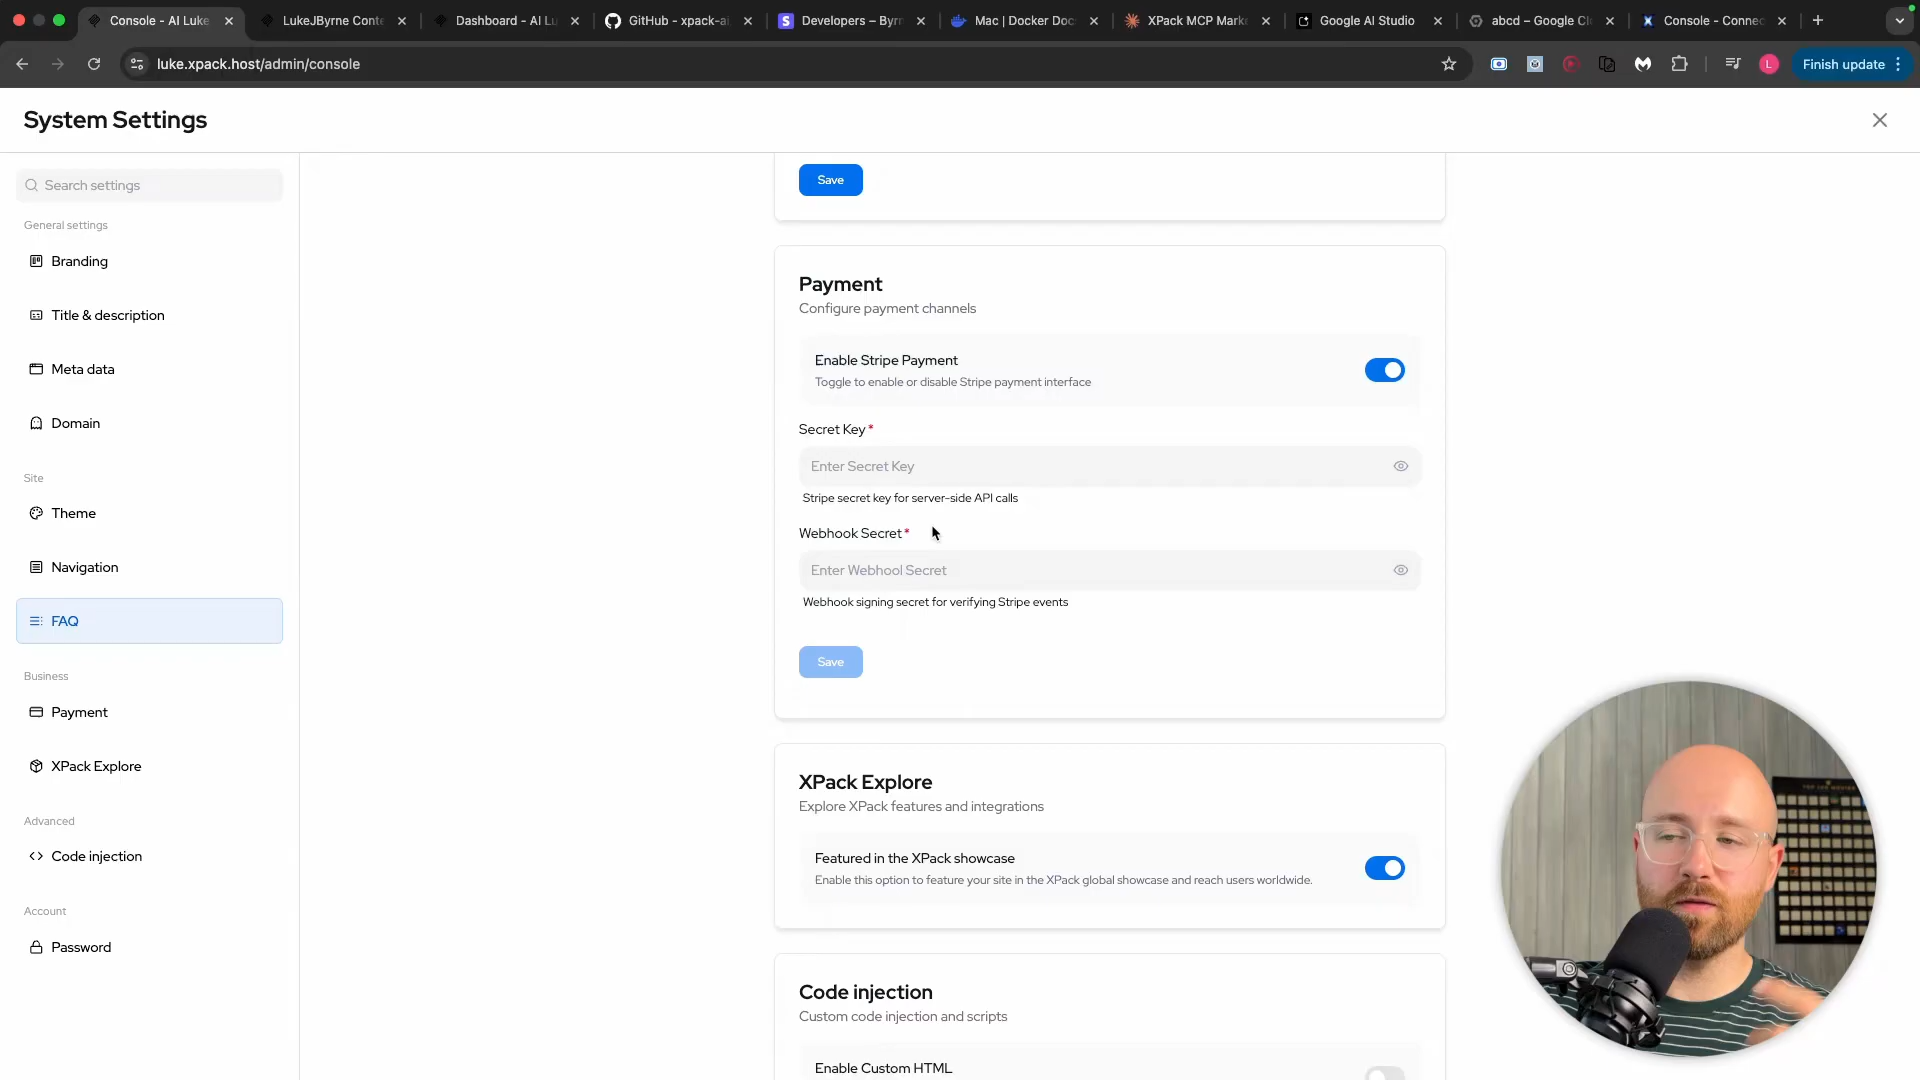 Console - AI Luke
LukeJByrne Conte
Dashboard - AI Lu
GitHub - xpack-ai
Developers – Byrn
Mac | Docker Doc
XPack MCP Mark
Google AI Studio
abcd – Google Cl
Console - Connec
luke.xpack.host/admin/console
L
Finish update
System Settings
Search settings
General settings
Branding
Title & description
Meta data
Domain
Site
Theme
Navigation
FAQ
Business
Payment
XPack Explore
Advanced
Code injection
Account
Password
Save
Payment
Configure payment channels
Enable Stripe Payment
Toggle to enable or disable Stripe payment interface
Secret Key*
Enter Secret Key
Stripe secret key for server-side API calls
Webhook Secret*
Enter Webhool Secret
Webhook signing secret for verifying Stripe events
Save
XPack Explore
Explore XPack features and integrations
Featured in the XPack showcase
Enable this option to feature your site in the XPack global showcase and reach users worldwide.
Code injection
Custom code injection and scripts
Enable Custom HTML